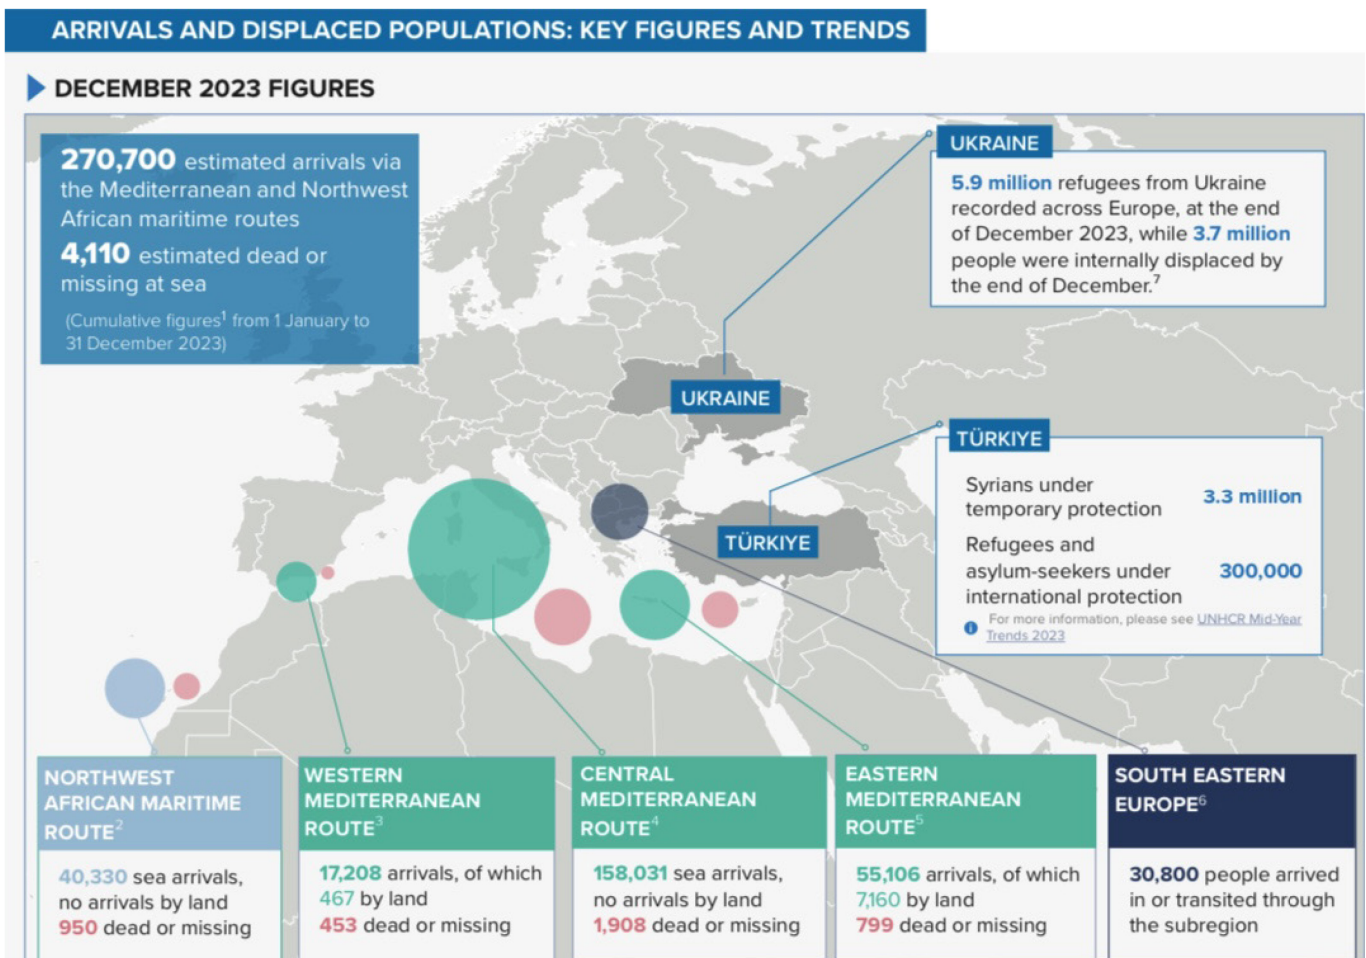 ARRIVALS AND DISPLACED POPULATIONS: KEY FIGURES AND TRENDS
DECEMBER 2023 FIGURES
270,700 estimated arrivals via
the Mediterranean and Northwest
African maritime routes
4,110 estimated dead or
missing at sea
(Cumulative figures¹ from 1 January to
31 December 2023)
UKRAINE
5.9 million refugees from Ukraine
recorded across Europe, at the end
of December 2023, while 3.7 million
people were internally displaced by
the end of December.⁷
UKRAINE
TÜRKİYE
Syrians under
temporary protection
3.3 million
Refugees and
asylum-seekers under
international protection
300,000
For more information, please see UNHCR Mid-Year
Trends 2023
TÜRKİYE
NORTHWEST
AFRICAN MARITIME
ROUTE²
40,330 sea arrivals,
no arrivals by land
950 dead or missing
WESTERN
MEDITERRANEAN
ROUTE³
17,208 arrivals, of which
467 by land
453 dead or missing
CENTRAL
MEDITERRANEAN
ROUTE⁴
158,031 sea arrivals,
no arrivals by land
1,908 dead or missing
EASTERN
MEDITERRANEAN
ROUTE⁵
55,106 arrivals, of which
7,160 by land
799 dead or missing
SOUTH EASTERN
EUROPE⁶
30,800 people arrived
in or transited through
the subregion